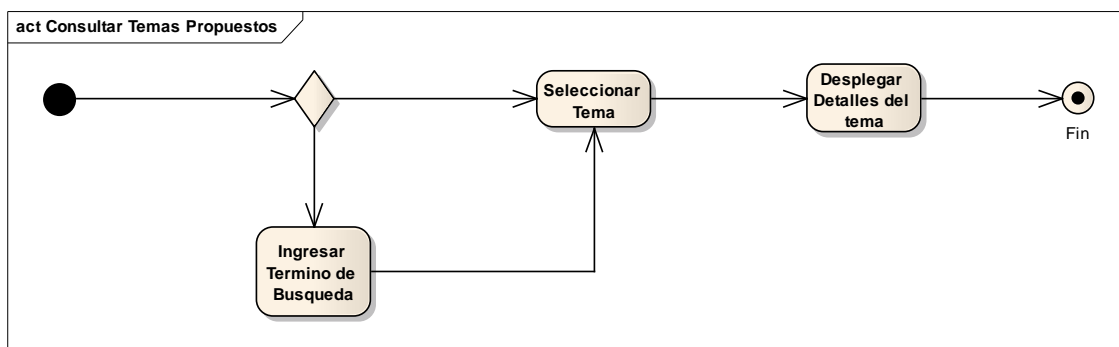 act Consultar Temas Propuestos
Seleccionar
Tema
Desplegar
Detalles del
tema
Fin
Ingresar
Termino de
Busqueda